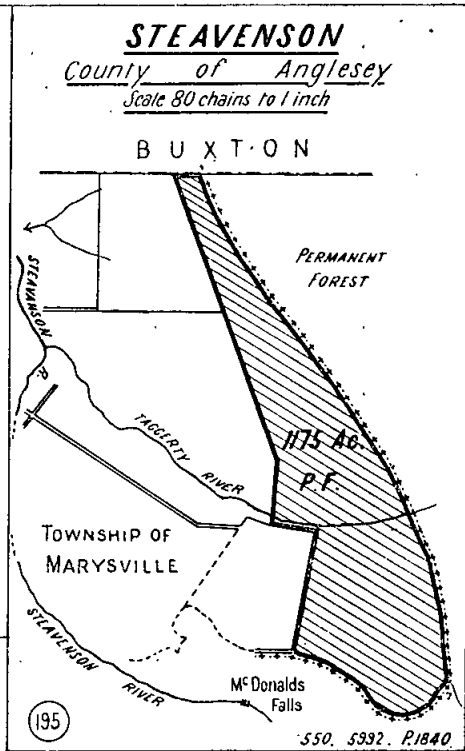 STEAVENSON
County of Anglesey
Scale 80 chains to 1 inch
BUXTON
PERMANENT
FOREST
STEAVANSON
R.
TAGGERTY
RIVER
1175 Ac.
P.F.
TOWNSHIP OF
MARYSVILLE
STEAVENSON
RIVER
McDonalds
Falls
195
550. 5932. P.1840